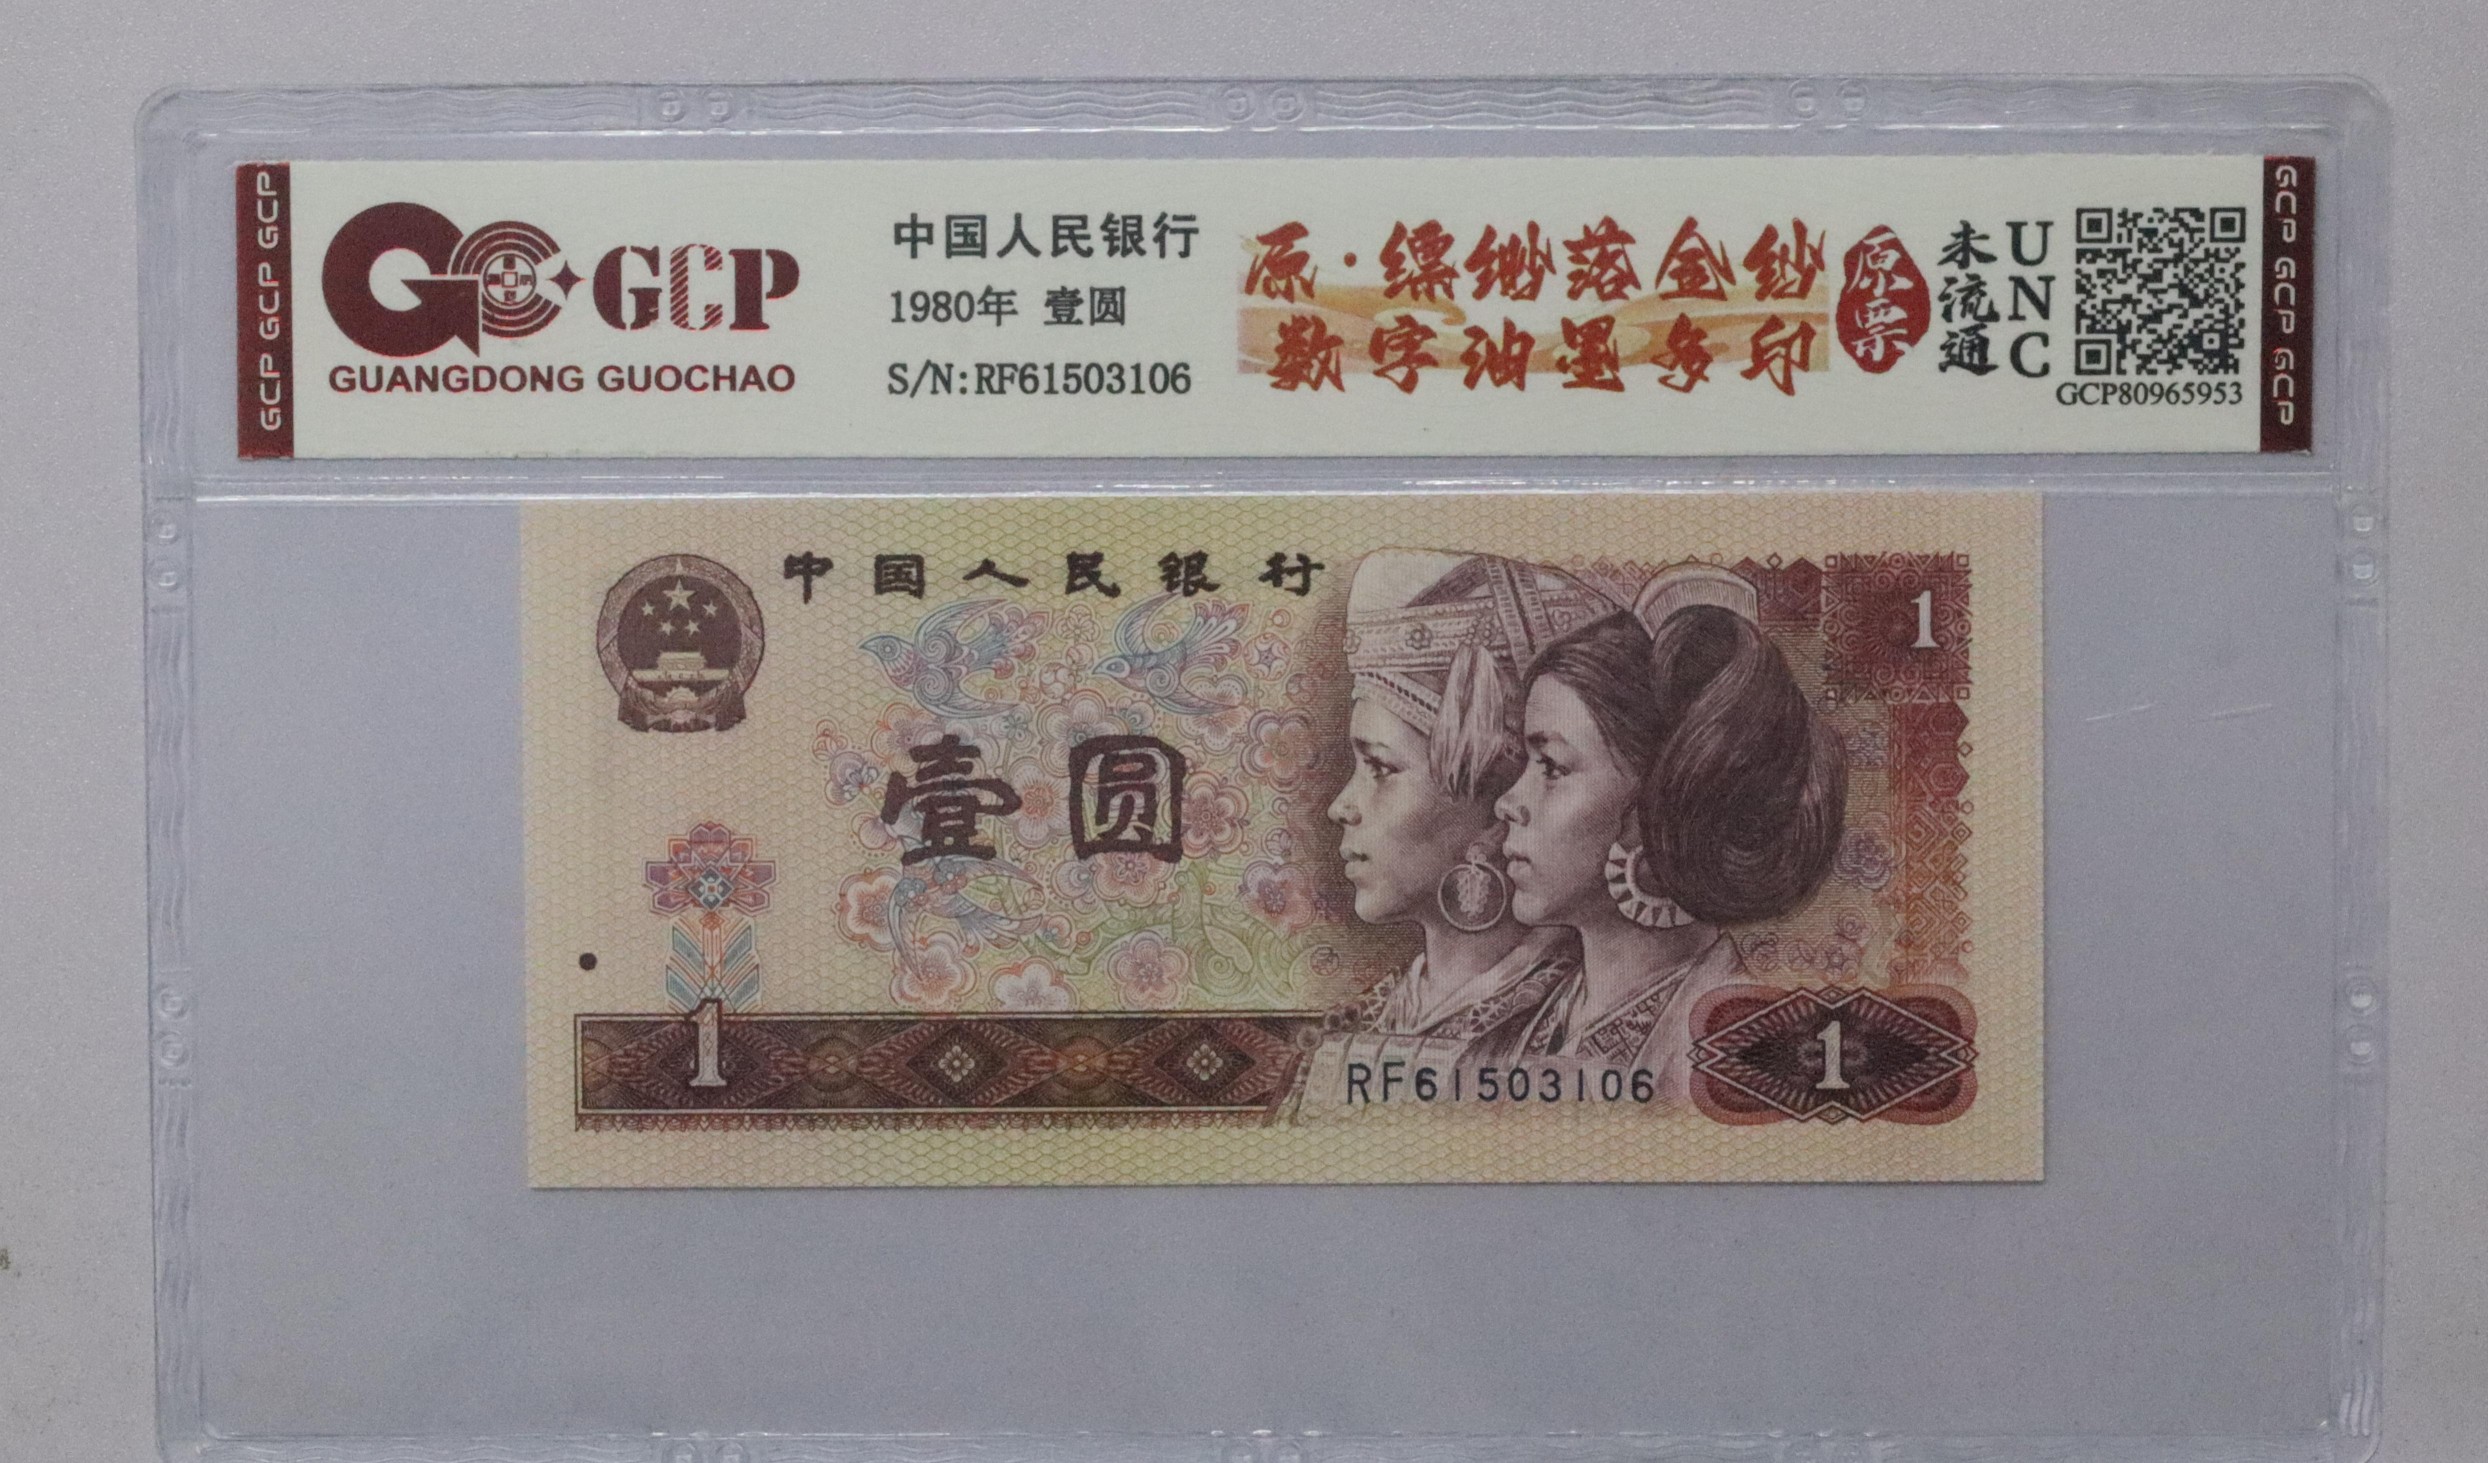 GCP GCP GCP
GCP
GUANGDONG GUOCHAO
中国人民银行
1980年 壹圆
S/N:RF61503106
原·缥缈落金纱
数字油墨多印
原票
未流通
UNC
GCP80965953
GCP GCP GCP
中国人民银行
1
壹圆
1
RF61503106
1